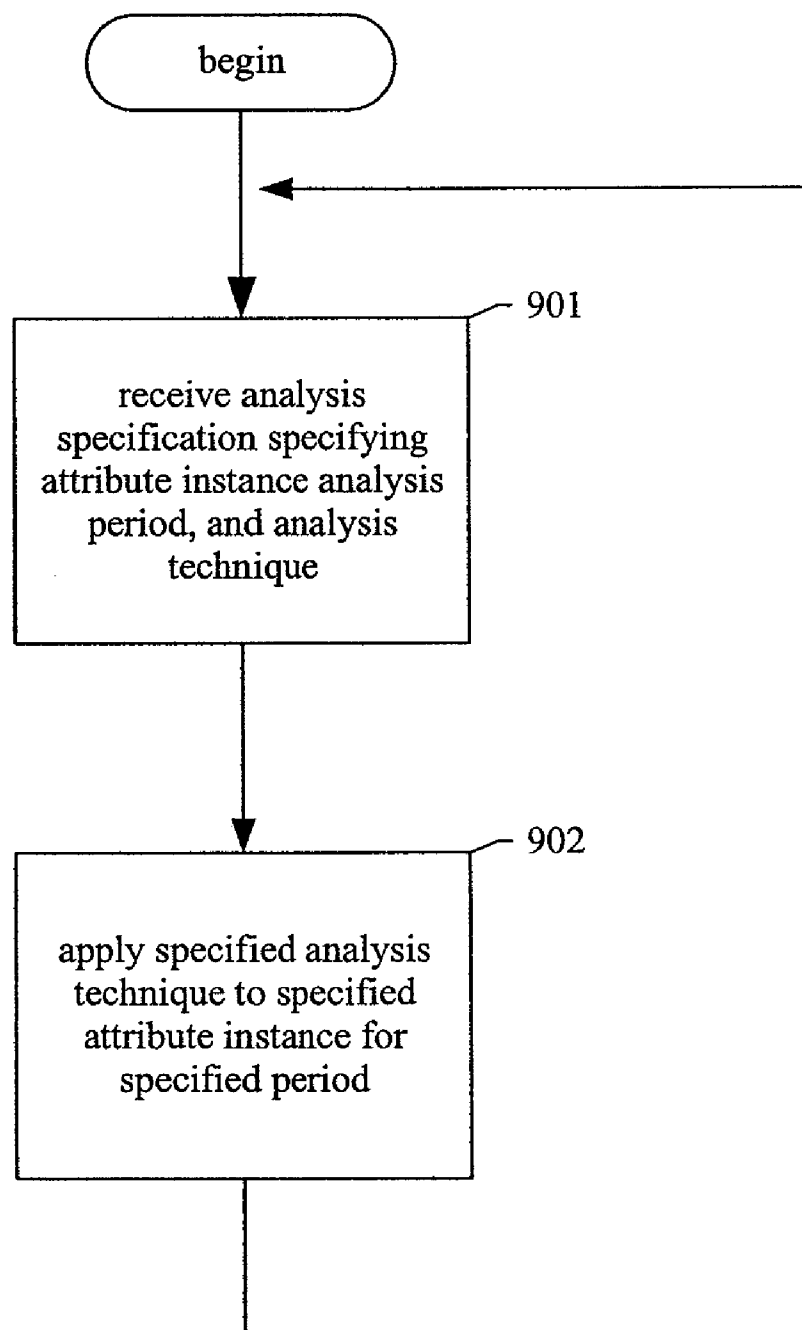 begin
901
receive analysis
specification specifying
attribute instance analysis
period, and analysis
technique
902
apply specified analysis
technique to specified
attribute instance for
specified period